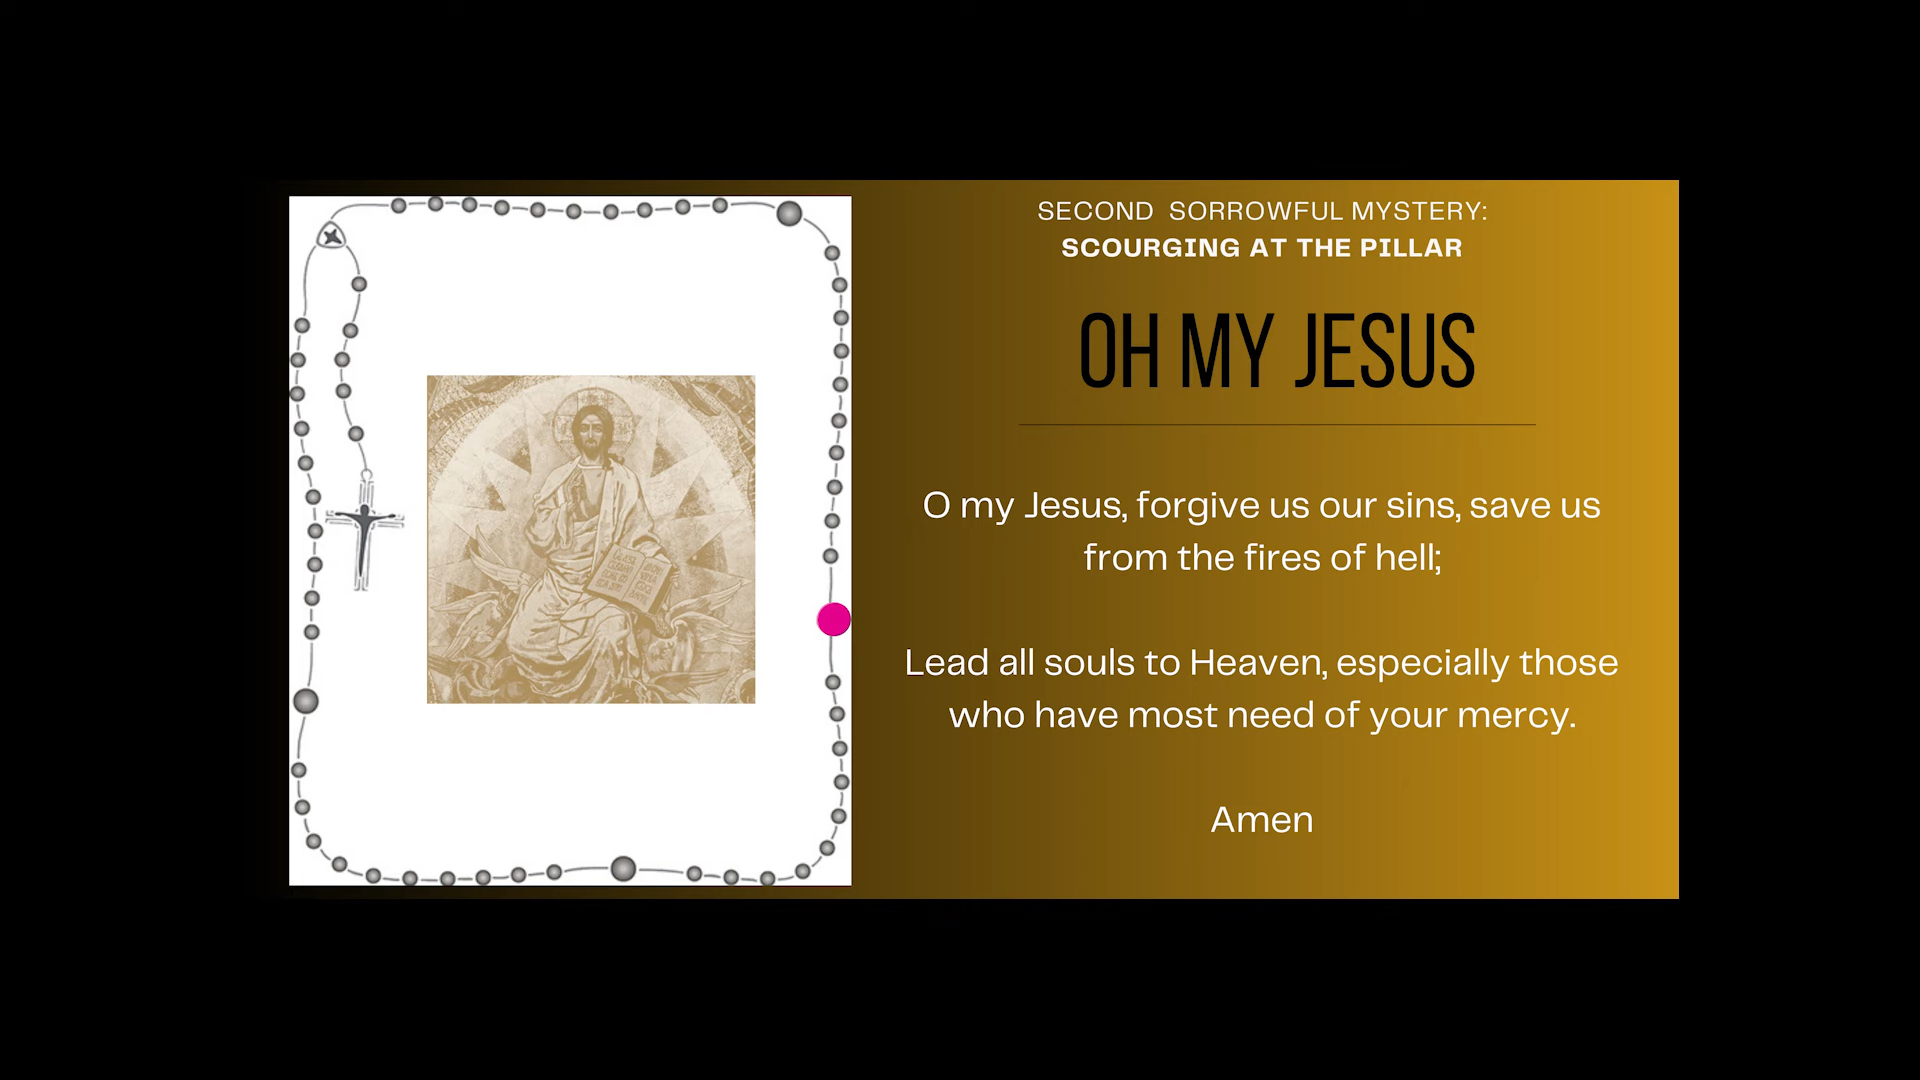 SECOND SORROWFUL MYSTERY:
SCOURGING AT THE PILLAR
OH MY JESUS
O my Jesus, forgive us our sins, save us
from the fires of hell;
Lead all souls to Heaven, especially those
who have most need of your mercy.
Amen